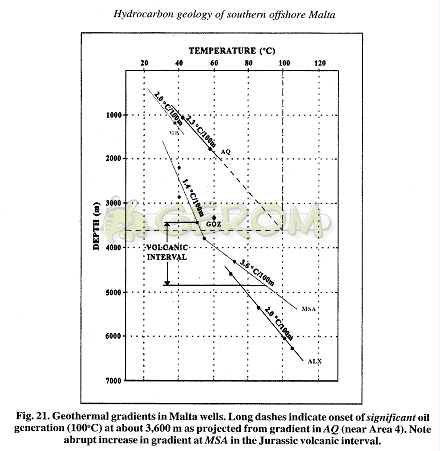 Hydrocarbon geology of southern offshore Malta
TEMPERATURE (°C)
20 40 60 80 100 120
1000
2000
3000
4000
5000
6000
7000
DEPTH (m)
2.0 °C/100m
2.3 °C/100m
AQ
1.4 °C/100m
GOZ
GEROM
VOLCANIC
INTERVAL
3.6 °C/100m
MSA
2.0 °C/100m
ALX
Fig. 21. Geothermal gradients in Malta wells. Long dashes indicate onset of significant oil
generation (100°C) at about 3,600 m as projected from gradient in AQ (near Area 4). Note
abrupt increase in gradient at MSA in the Jurassic volcanic interval.